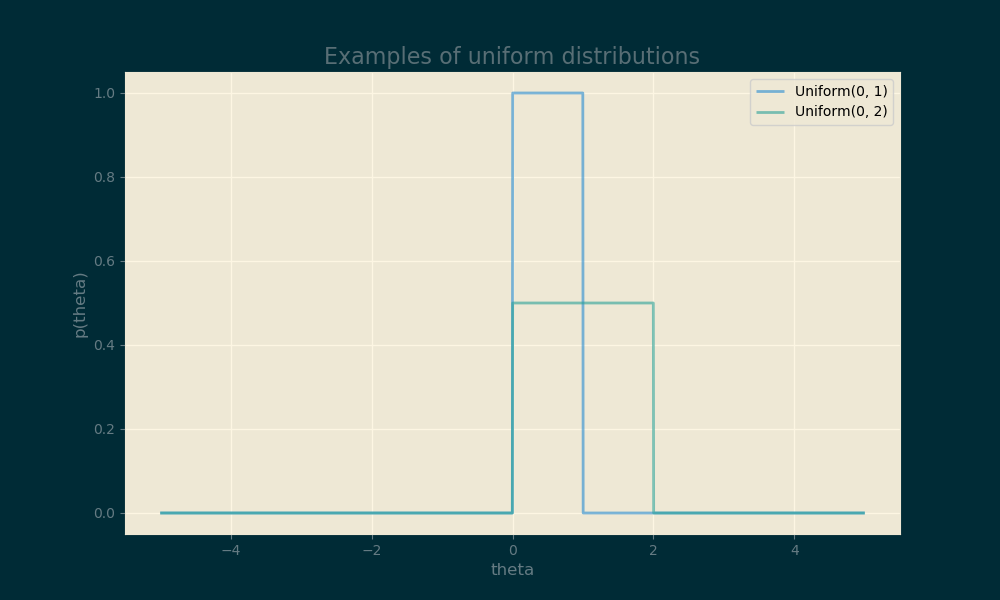 Examples of uniform distributions
Uniform(0, 1)
Uniform(0, 2)
1.0
0.8
0.6
0.4
0.2
0.0
p(theta)
−4
−2
0
2
4
theta